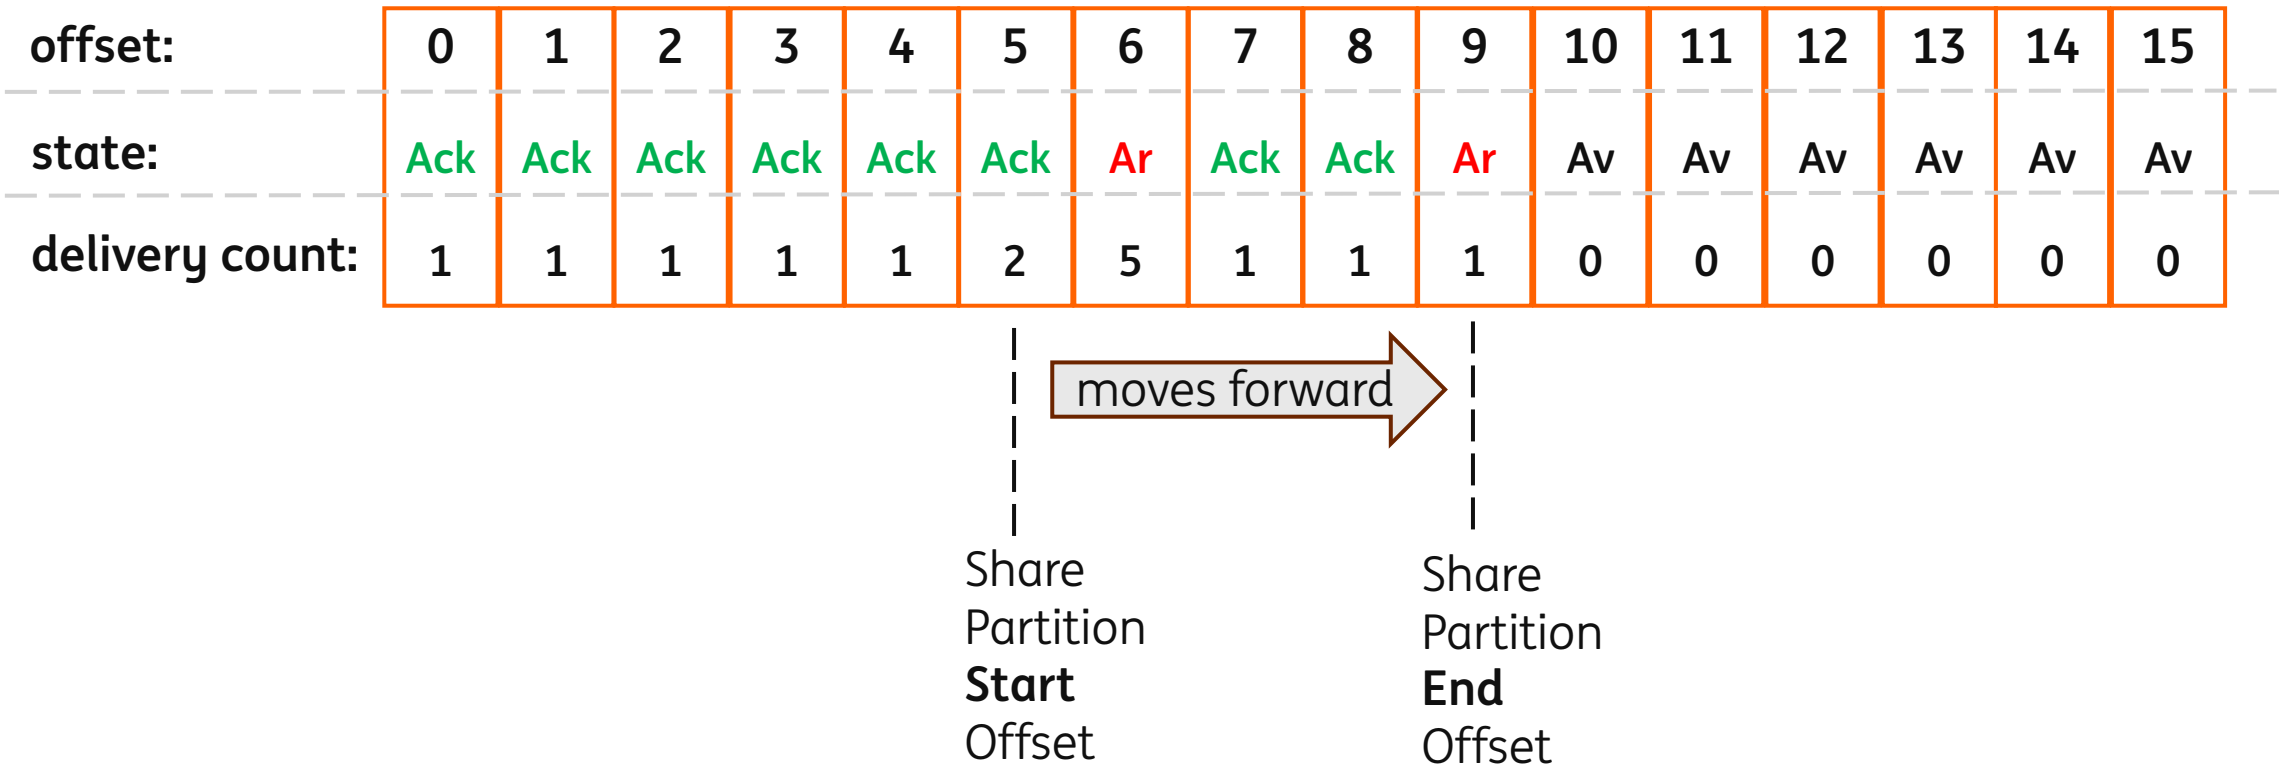 offset: 0 1 2 3 4 5 6 7 8 9 10 11 12 13 14 15
state: Ack Ack Ack Ack Ack Ack Ar Ack Ack Ar Av Av Av Av Av Av
delivery count: 1 1 1 1 1 2 5 1 1 1 0 0 0 0 0 0
moves forward
Share
Partition
Start
Offset
Share
Partition
End
Offset